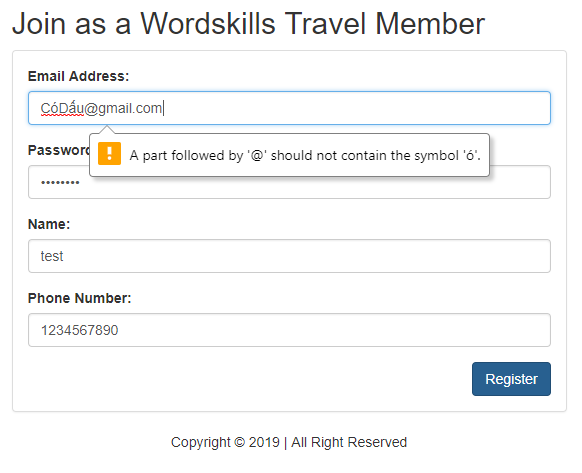 Join as a Wordskills Travel Member
Email Address:
CóDấu@gmail.com
A part followed by '@' should not contain the symbol 'ó'.
Password
••••••••
Name:
test
Phone Number:
1234567890
Register
Copyright © 2019 | All Right Reserved